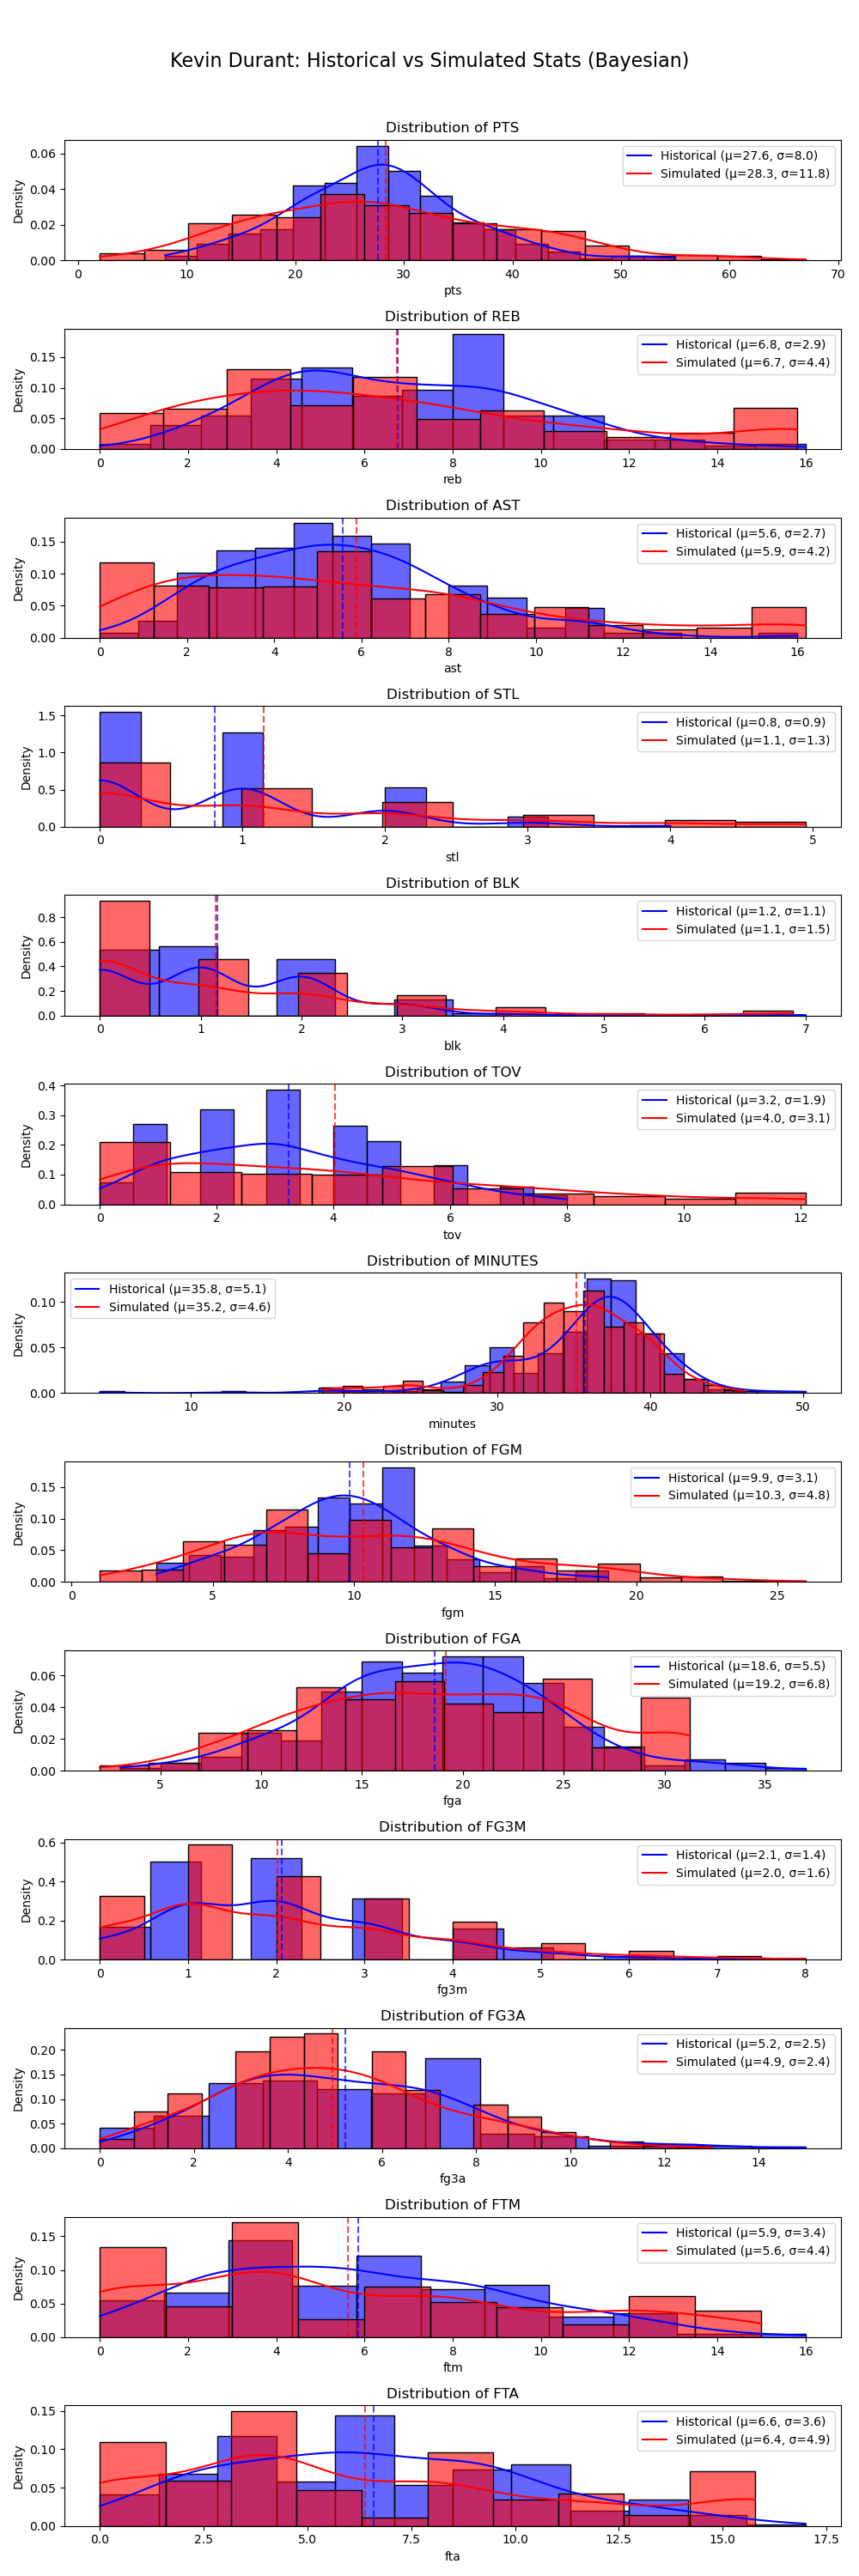 Kevin Durant: Historical vs Simulated Stats (Bayesian)
Distribution of PTS
Historical (μ=27.6, σ=8.0)
Simulated (μ=28.3, σ=11.8)
Density
0.06
0.04
0.02
0.00
0 10 20 30 40 50 60 70
pts
Distribution of REB
Historical (μ=6.8, σ=2.9)
Simulated (μ=6.7, σ=4.4)
Density
0.15
0.10
0.05
0.00
0 2 4 6 8 10 12 14 16
reb
Distribution of AST
Historical (μ=5.6, σ=2.7)
Simulated (μ=5.9, σ=4.2)
Density
0.15
0.10
0.05
0.00
0 2 4 6 8 10 12 14 16
ast
Distribution of STL
Historical (μ=0.8, σ=0.9)
Simulated (μ=1.1, σ=1.3)
Density
1.5
1.0
0.5
0.0
0 1 2 3 4 5
stl
Distribution of BLK
Historical (μ=1.2, σ=1.1)
Simulated (μ=1.1, σ=1.5)
Density
0.8
0.6
0.4
0.2
0.0
0 1 2 3 4 5 6 7
blk
Distribution of TOV
Historical (μ=3.2, σ=1.9)
Simulated (μ=4.0, σ=3.1)
Density
0.4
0.3
0.2
0.1
0.0
0 2 4 6 8 10 12
tov
Distribution of MINUTES
Historical (μ=35.8, σ=5.1)
Simulated (μ=35.2, σ=4.6)
Density
0.10
0.05
0.00
10 20 30 40 50
minutes
Distribution of FGM
Historical (μ=9.9, σ=3.1)
Simulated (μ=10.3, σ=4.8)
Density
0.15
0.10
0.05
0.00
0 5 10 15 20 25
fgm
Distribution of FGA
Historical (μ=18.6, σ=5.5)
Simulated (μ=19.2, σ=6.8)
Density
0.06
0.04
0.02
0.00
5 10 15 20 25 30 35
fga
Distribution of FG3M
Historical (μ=2.1, σ=1.4)
Simulated (μ=2.0, σ=1.6)
Density
0.6
0.4
0.2
0.0
0 1 2 3 4 5 6 7 8
fg3m
Distribution of FG3A
Historical (μ=5.2, σ=2.5)
Simulated (μ=4.9, σ=2.4)
Density
0.20
0.15
0.10
0.05
0.00
0 2 4 6 8 10 12 14
fg3a
Distribution of FTM
Historical (μ=5.9, σ=3.4)
Simulated (μ=5.6, σ=4.4)
Density
0.15
0.10
0.05
0.00
0 2 4 6 8 10 12 14 16
ftm
Distribution of FTA
Historical (μ=6.6, σ=3.6)
Simulated (μ=6.4, σ=4.9)
Density
0.15
0.10
0.05
0.00
0.0 2.5 5.0 7.5 10.0 12.5 15.0 17.5
fta